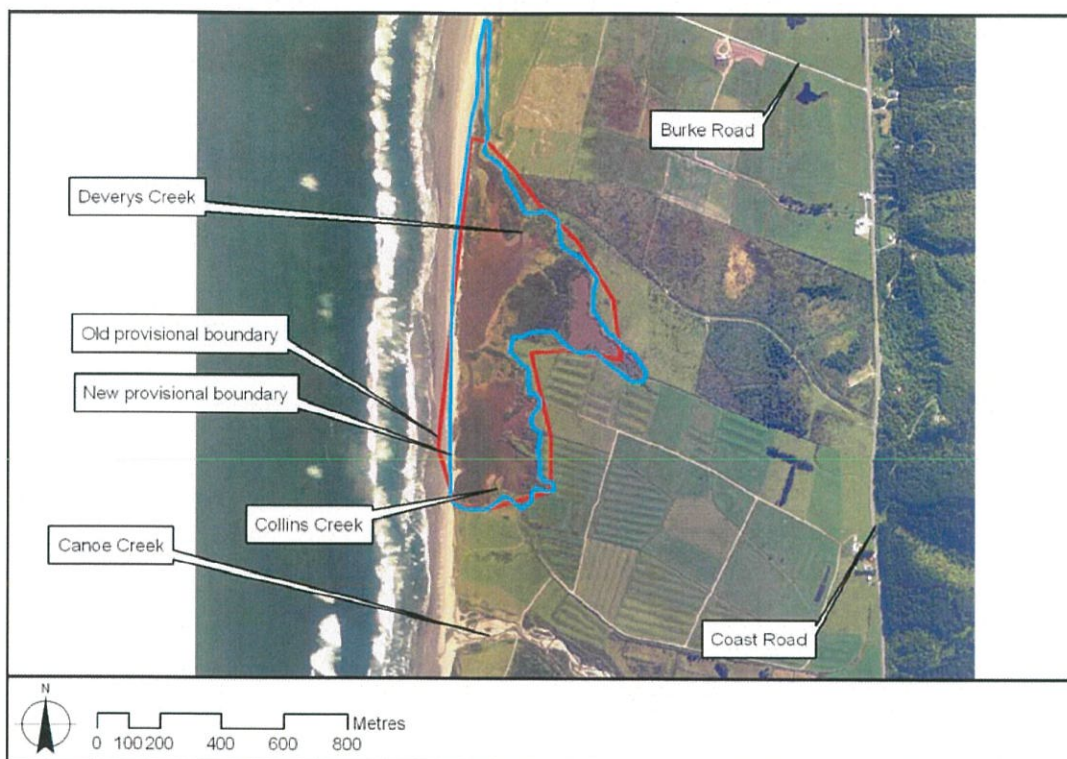 Burke Road
Deverys Creek
Old provisional boundary
New provisional boundary
Collins Creek
Canoe Creek
Coast Road
N
Metres
0 100 200 400 600 800